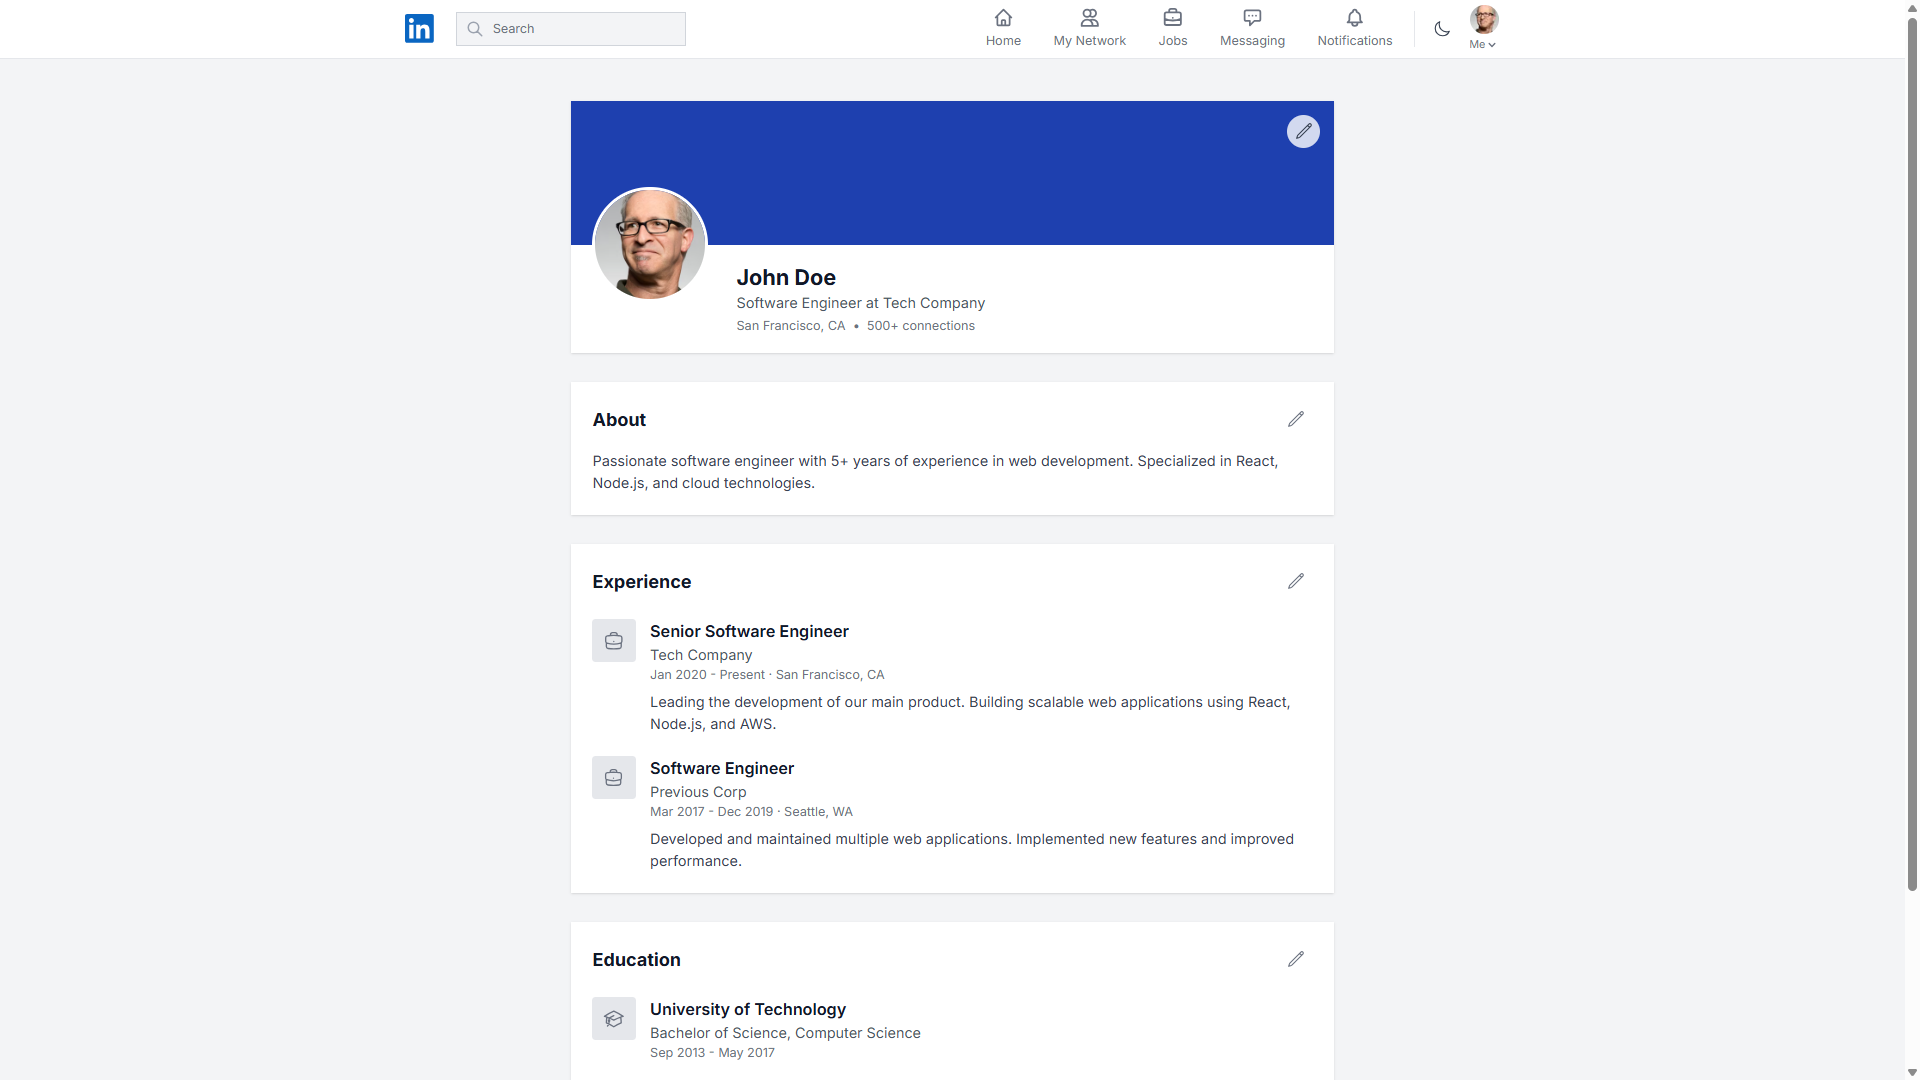 in
Search
Home
My Network
Jobs
Messaging
Notifications
Me
John Doe
Software Engineer at Tech Company
San Francisco, CA • 500+ connections
About
Passionate software engineer with 5+ years of experience in web development. Specialized in React,
Node.js, and cloud technologies.
Experience
Senior Software Engineer
Tech Company
Jan 2020 - Present · San Francisco, CA
Leading the development of our main product. Building scalable web applications using React,
Node.js, and AWS.
Software Engineer
Previous Corp
Mar 2017 - Dec 2019 · Seattle, WA
Developed and maintained multiple web applications. Implemented new features and improved
performance.
Education
University of Technology
Bachelor of Science, Computer Science
Sep 2013 - May 2017